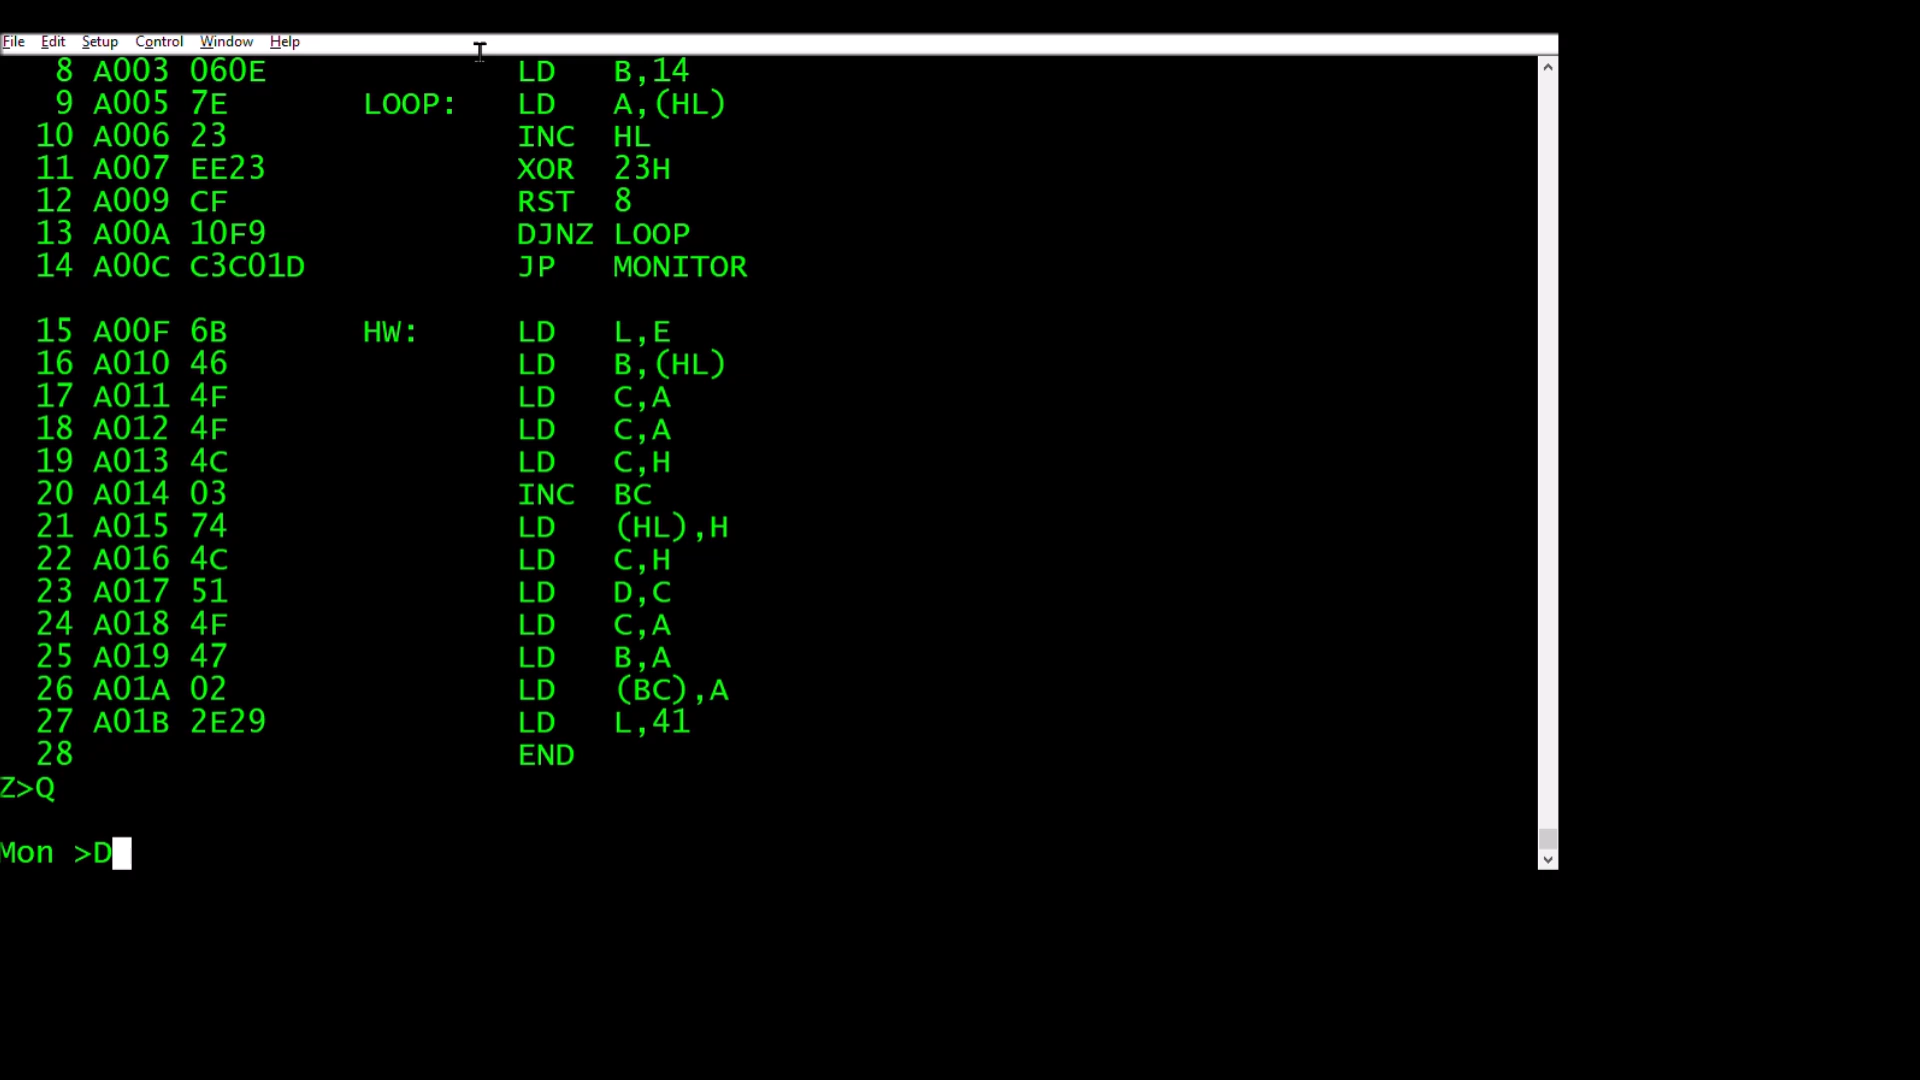 File Edit Setup Control Window Help
8 A003 060E LD B,14
9 A005 7E LOOP: LD A,(HL)
10 A006 23 INC HL
11 A007 EE23 XOR 23H
12 A009 CF RST 8
13 A00A 10F9 DJNZ LOOP
14 A00C C3C01D JP MONITOR
15 A00F 6B HW: LD L,E
16 A010 46 LD B,(HL)
17 A011 4F LD C,A
18 A012 4F LD C,A
19 A013 4C LD C,H
20 A014 03 INC BC
21 A015 74 LD (HL),H
22 A016 4C LD C,H
23 A017 51 LD D,C
24 A018 4F LD C,A
25 A019 47 LD B,A
26 A01A 02 LD (BC),A
27 A01B 2E29 LD L,41
28 END
Z>Q
Mon >D